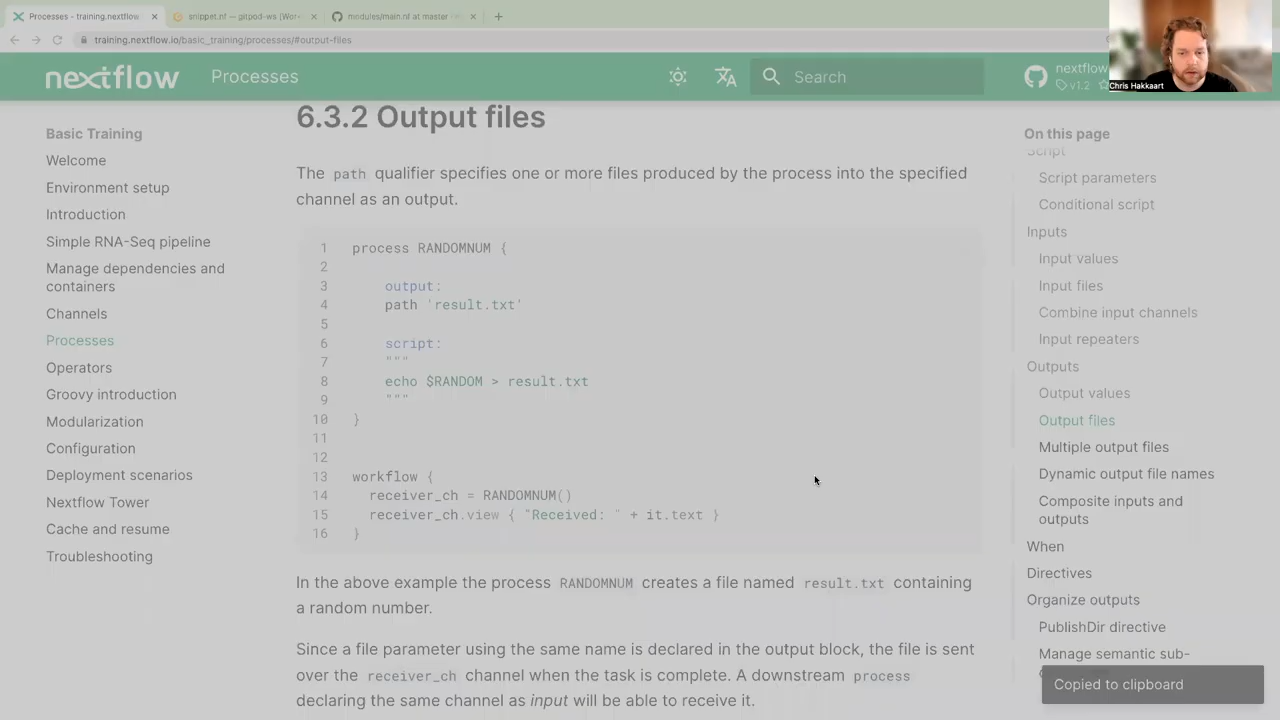 Processes - training.nextflow
snippet.nf — gitpod-ws [Wor
modules/main.nf at master
training.nextflow.io/basic_training/processes/#output-files
nextflow
Processes
Search
nextflow
v1.2
Chris Hakkaart
Basic Training
Welcome
Environment setup
Introduction
Simple RNA-Seq pipeline
Manage dependencies and
containers
Channels
Processes
Operators
Groovy introduction
Modularization
Configuration
Deployment scenarios
Nextflow Tower
Cache and resume
Troubleshooting
6.3.2 Output files
The path qualifier specifies one or more files produced by the process into the specified
channel as an output.
1 process RANDOMNUM {
2
3 output:
4 path 'result.txt'
5
6 script:
7 """
8 echo $RANDOM > result.txt
9 """
10 }
11
12
13 workflow {
14 receiver_ch = RANDOMNUM()
15 receiver_ch.view { "Received: " + it.text }
16 }
In the above example the process RANDOMNUM creates a file named result.txt containing
a random number.
Since a file parameter using the same name is declared in the output block, the file is sent
over the receiver_ch channel when the task is complete. A downstream process
declaring the same channel as input will be able to receive it.
On this page
Script
Script parameters
Conditional script
Inputs
Input values
Input files
Combine input channels
Input repeaters
Outputs
Output values
Output files
Multiple output files
Dynamic output file names
Composite inputs and
outputs
When
Directives
Organize outputs
PublishDir directive
Manage semantic sub-
Copied to clipboard